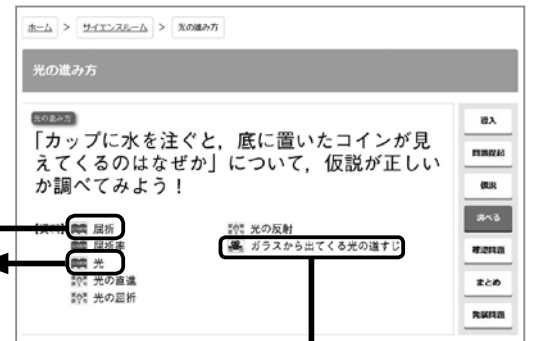 ホーム > サイエンスルーム > 光の進み方
光の進み方
光の進み方
「カップに水を注ぐと，底に置いたコインが見
えてくるのはなぜか」について，仮説が正しい
か調べてみよう！
【資料】 屈折
屈折率
光
光の直進
光の屈折
光の反射
ガラスから出てくる光の道すじ
導入
問題提起
仮説
調べる
確認問題
まとめ
発展問題